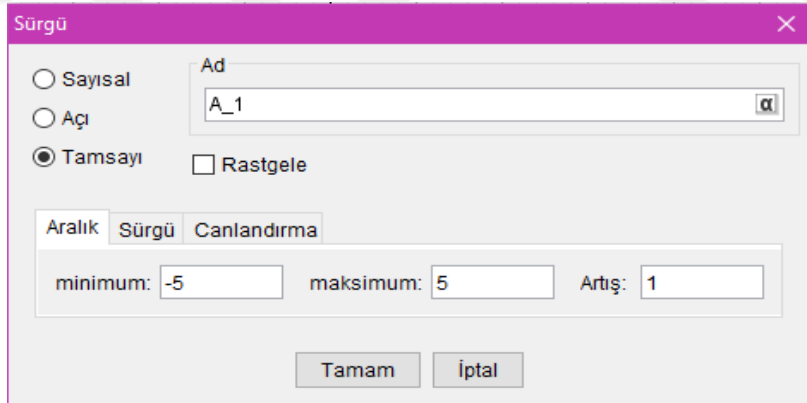 Sürgü
Sayısal
Ad
A_1 α
Açı
Tamsayı
Rastgele
Aralık Sürgü Canlandırma
minimum: -5 maksimum: 5 Artış: 1
Tamam İptal